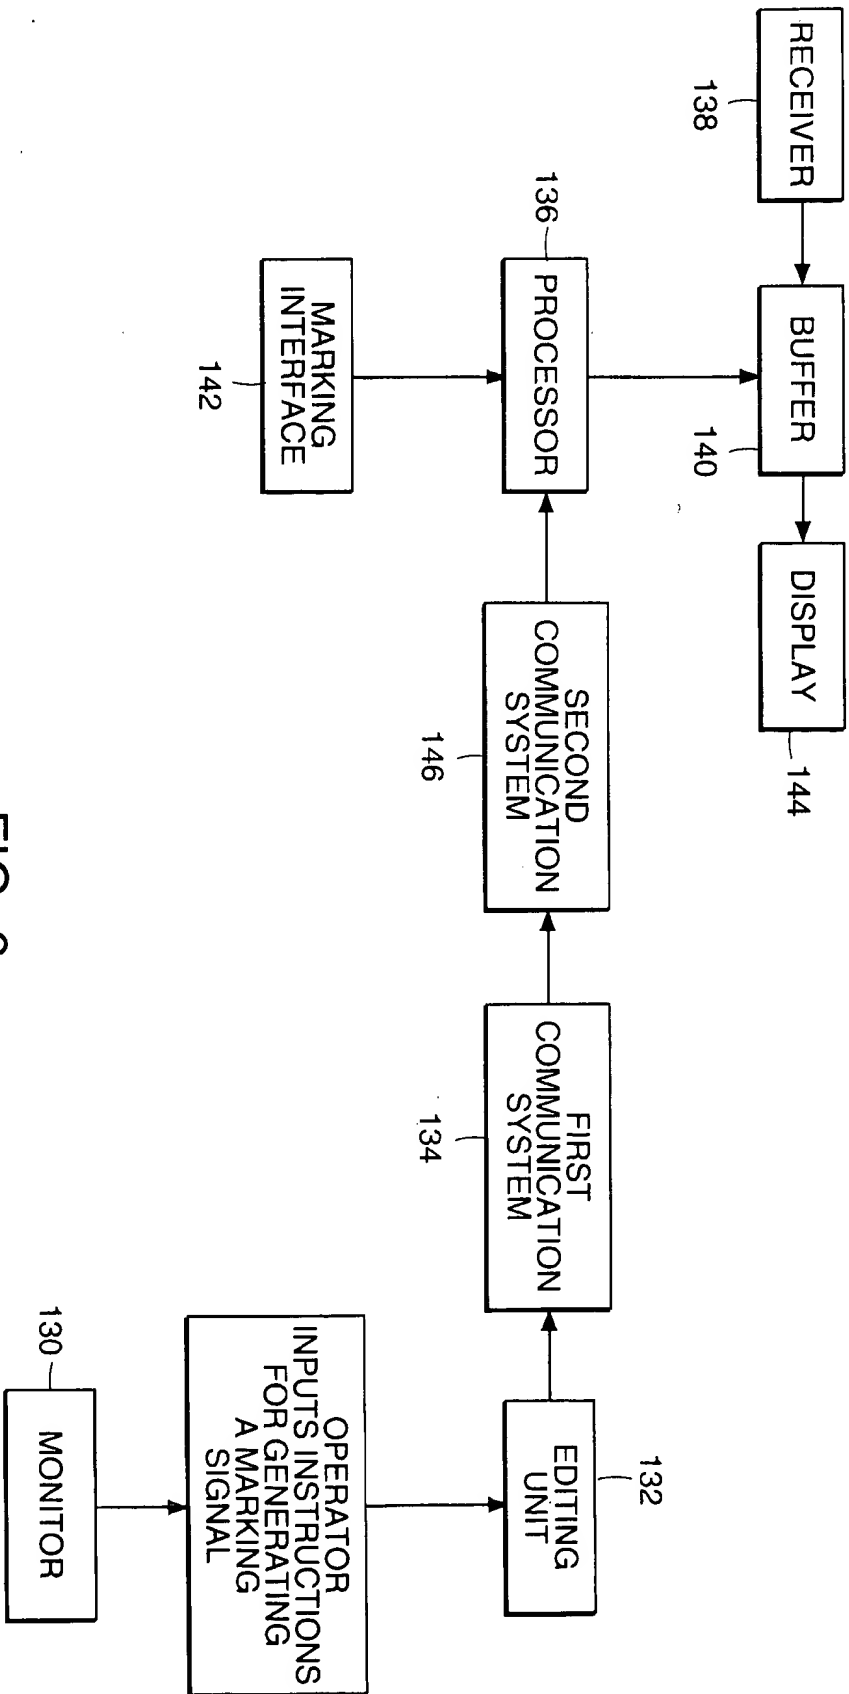 RECEIVER
138
BUFFER
140
DISPLAY
144
136
PROCESSOR
SECOND
COMMUNICATION
SYSTEM
146
FIRST
COMMUNICATION
SYSTEM
134
EDITING
UNIT
132
MARKING
INTERFACE
142
OPERATOR
INPUTS INSTRUCTIONS
FOR GENERATING
A MARKING
SIGNAL
130
MONITOR
FIG.